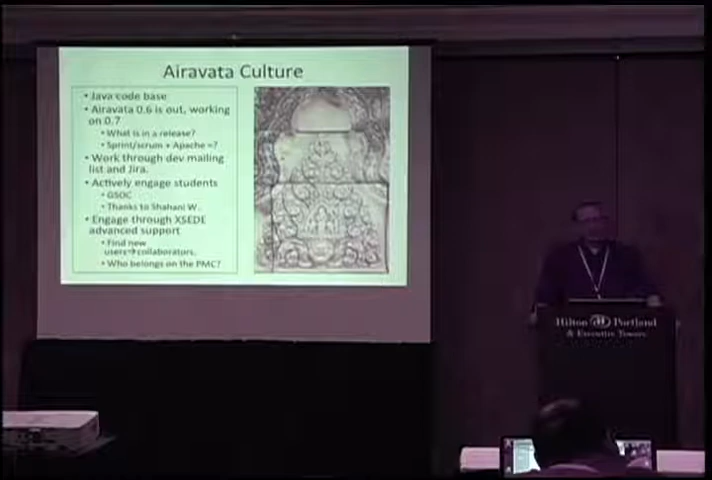 Airavata Culture
• Java code base
• Airavata 0.6 is out, working
on 0.7
• What is in a release?
• Sprint/scrum + Apache =?
• Work through dev mailing
list and Jira.
• Actively engage students
• GSOC
• Thanks to Shahani W.
• Engage through XSEDE
advanced support
• Find new
users→collaborators.
• Who belongs on the PMC?
Hilton Portland
& Executive Tower